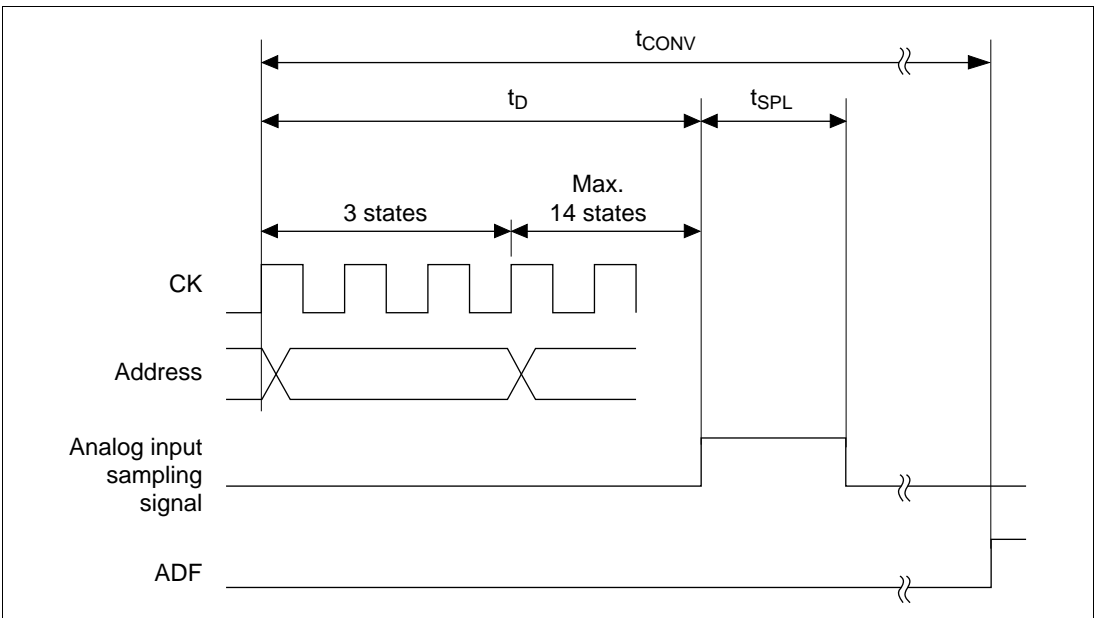 tCONV
tD
tSPL
Max.
3 states
14 states
CK
Address
Analog input
sampling
signal
ADF